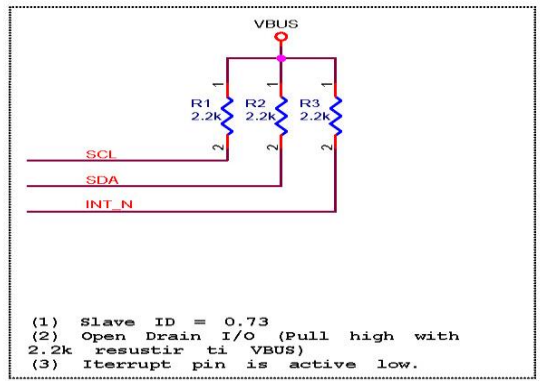 VBUS
1 1 1
R1 R2 R3
2.2k 2.2k 2.2k
2 2 2
SCL
SDA
INT_N
(1) Slave ID = 0.73
(2) Open Drain I/O (Pull high with
2.2k resustir ti VBUS)
(3) Iterrupt pin is active low.